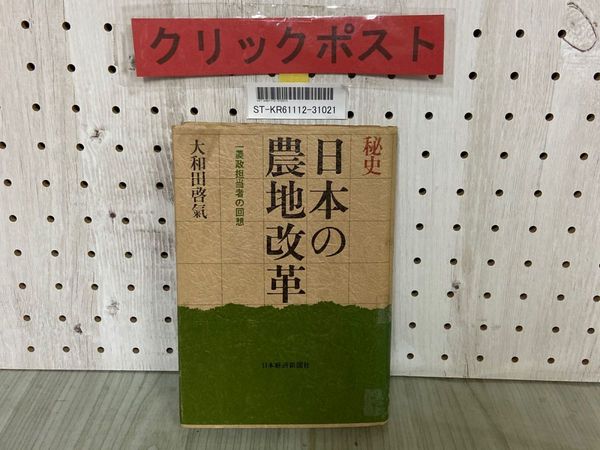 クリックポスト
ST-KR61112-31021
秘史
日本の
農地改革
一農政担当者の回想
大和田啓氣
日本経済新聞社